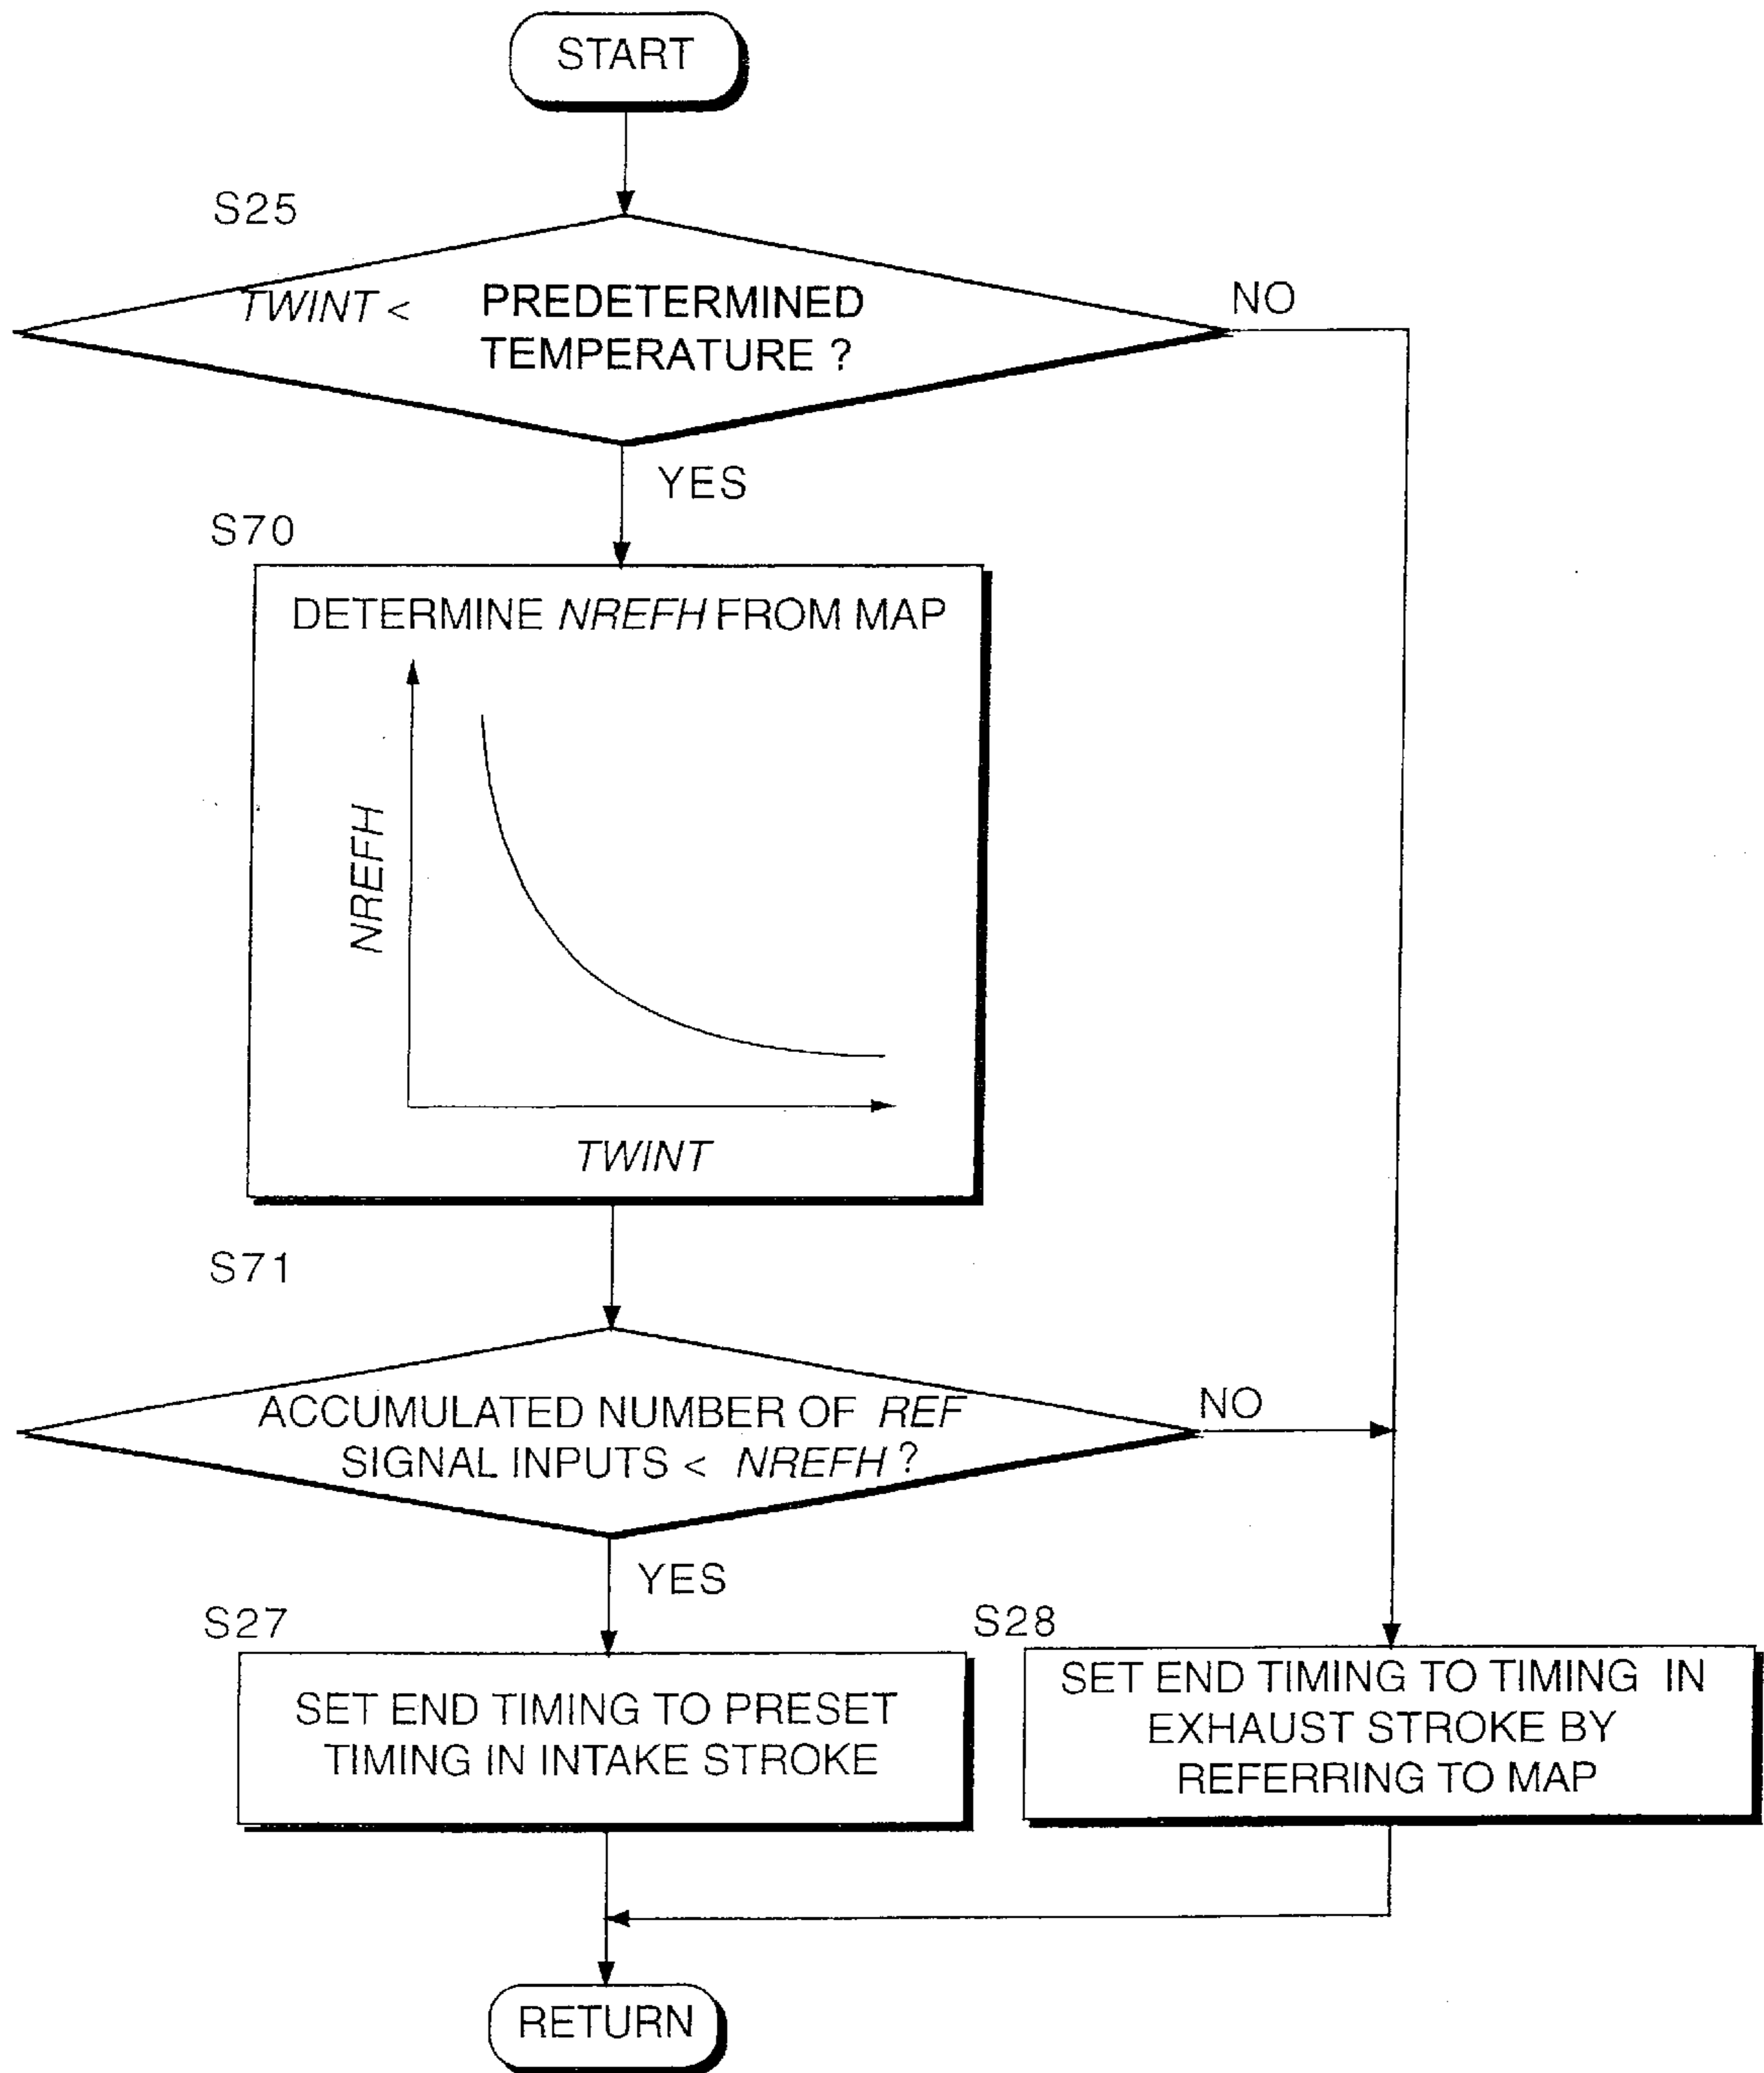 START
S25
TWINT < PREDETERMINED
TEMPERATURE ?
NO
YES
S70
DETERMINE NREFH FROM MAP
NREFH
TWINT
S71
ACCUMULATED NUMBER OF REF
SIGNAL INPUTS < NREFH ?
NO
YES
S27
SET END TIMING TO PRESET
TIMING IN INTAKE STROKE
S28
SET END TIMING TO TIMING IN
EXHAUST STROKE BY
REFERRING TO MAP
RETURN